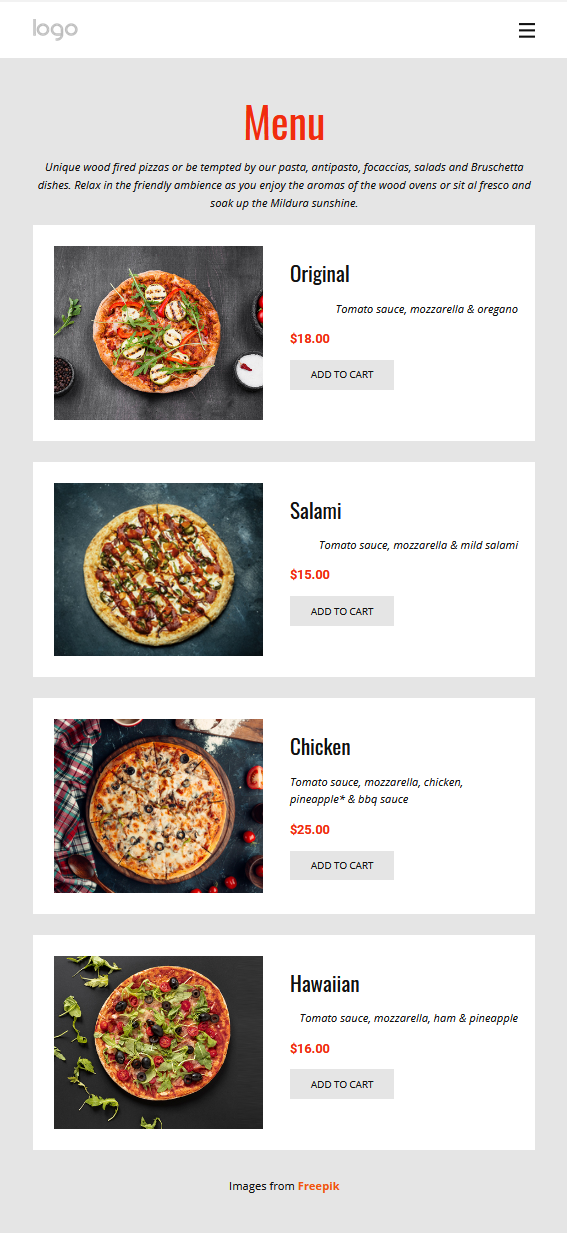 logo
Menu
Unique wood fired pizzas or be tempted by our pasta, antipasto, focaccias, salads and Bruschetta
dishes. Relax in the friendly ambience as you enjoy the aromas of the wood ovens or sit al fresco and
soak up the Mildura sunshine.
Original
Tomato sauce, mozzarella & oregano
$18.00
ADD TO CART
Salami
Tomato sauce, mozzarella & mild salami
$15.00
ADD TO CART
Chicken
Tomato sauce, mozzarella, chicken,
pineapple* & bbq sauce
$25.00
ADD TO CART
Hawaiian
Tomato sauce, mozzarella, ham & pineapple
$16.00
ADD TO CART
Images from Freepik